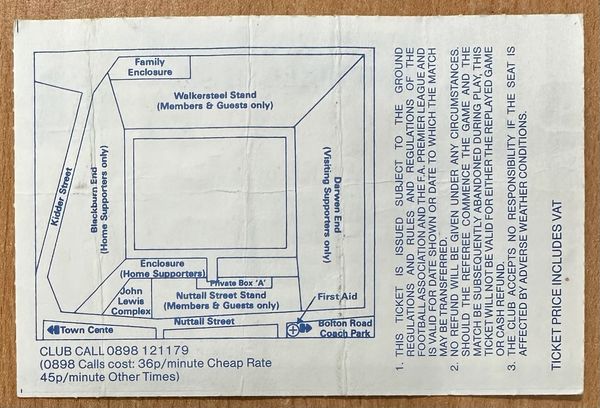 Family
Enclosure
Walkersteel Stand
(Members & Guests only)
Kidder Street
Blackburn End
(Home Supporters only)
Darwen End
(Visiting Supporters only)
Enclosure
(Home Supporters)
Private Box 'A'
John
Lewis
Complex
Nuttall Street Stand
(Members & Guests only)
First Aid
Town Cente
Nuttall Street
Bolton Road
Coach Park
CLUB CALL 0898 121179
(0898 Calls cost: 36p/minute Cheap Rate
45p/minute Other Times)
1. THIS TICKET IS ISSUED SUBJECT TO THE GROUND
REGULATIONS AND RULES AND REGULATIONS OF THE
FOOTBALL ASSOCIATION AND THE F.A. PREMIER LEAGUE AND
IS VALID FOR DATE SHOWN OR DATE TO WHICH THE MATCH
MAY BE TRANSFERRED.
2. NO REFUND WILL BE GIVEN UNDER ANY CIRCUMSTANCES.
SHOULD THE REFEREE COMMENCE THE GAME AND THE
MATCH BE SUBSEQUENTLY ABANDONED DURING PLAY, THIS
TICKET WILL NOT BE VALID FOR EITHER THE REPLAYED GAME
OR CASH REFUND.
3. THE CLUB ACCEPTS NO RESPONSIBILITY IF THE SEAT IS
AFFECTED BY ADVERSE WEATHER CONDITIONS.
TICKET PRICE INCLUDES VAT